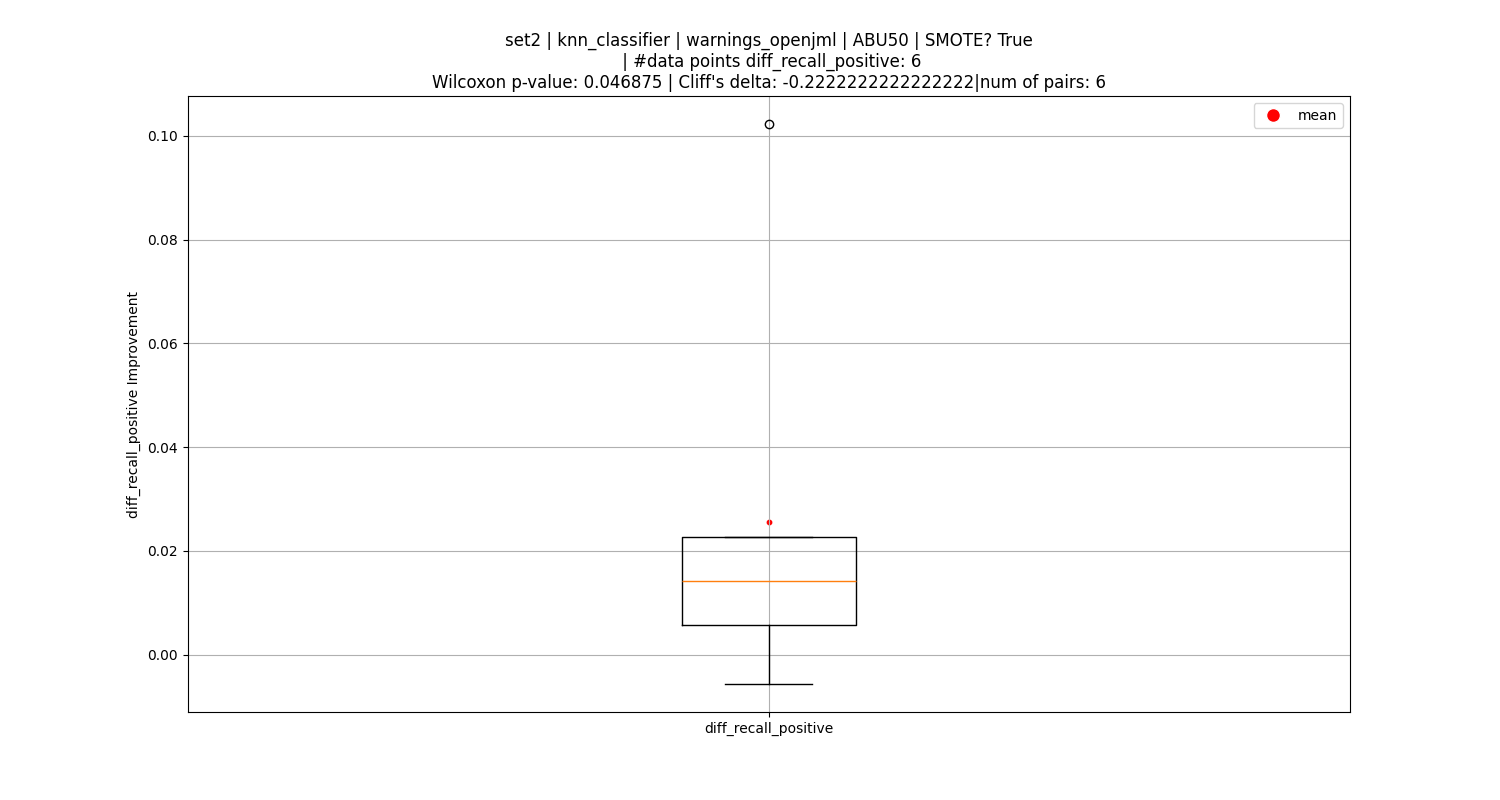 set2 | knn_classifier | warnings_openjml | ABU50 | SMOTE? True
| #data points diff_recall_positive: 6
Wilcoxon p-value: 0.046875 | Cliff's delta: -0.2222222222222222|num of pairs: 6
mean
0.10
0.08
0.06
0.04
0.02
0.00
diff_recall_positive Improvement
diff_recall_positive